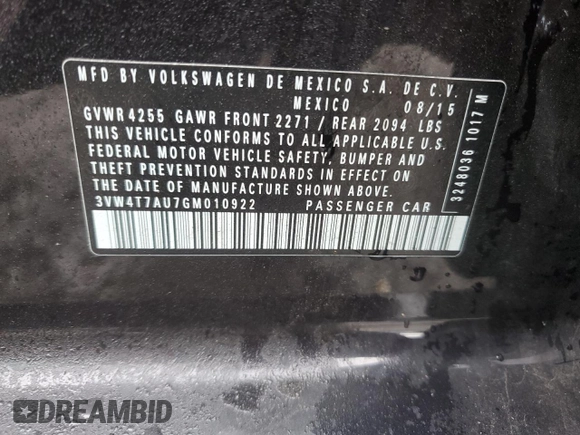 MFD BY VOLKSWAGEN DE MEXICO S.A. DE C.V.
MEXICO 08/15
GVWR 4255 GAWR FRONT 2271 / REAR 2094 LBS
THIS VEHICLE CONFORMS TO ALL APPLICABLE U.S.
FEDERAL MOTOR VEHICLE SAFETY, BUMPER AND
THEFT PREVENTION STANDARDS IN EFFECT ON
THE DATE OF MANUFACTURE SHOWN ABOVE.
3VW4T7AU7GM010922 PASSENGER CAR
3248036 1017 M
DREAMBID